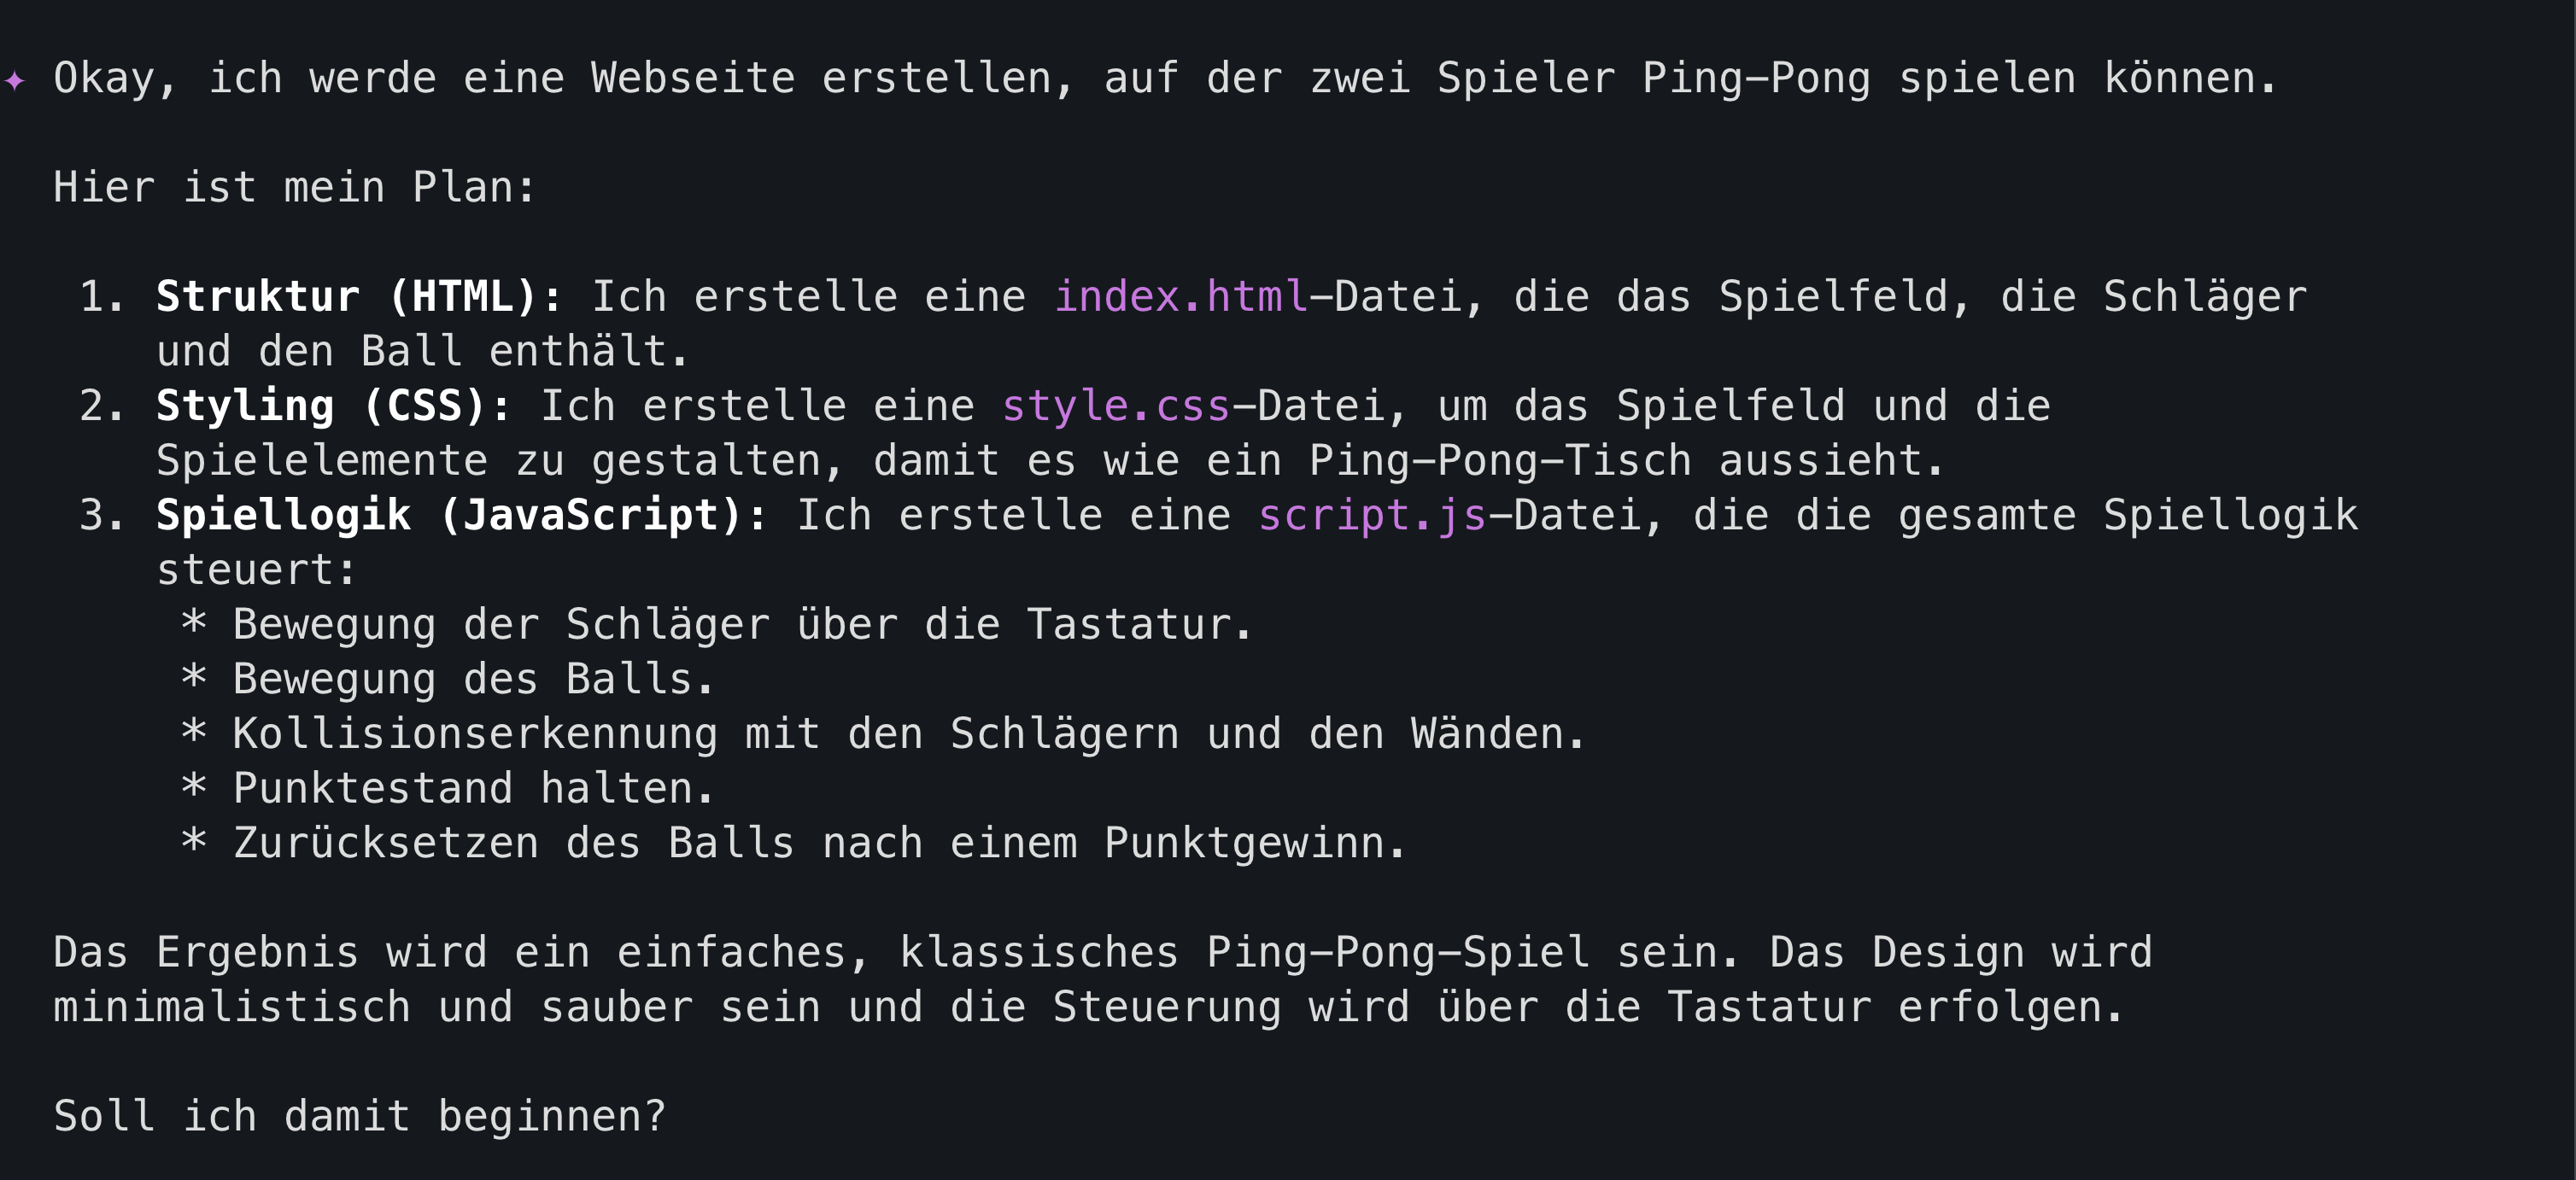 ✦ Okay, ich werde eine Webseite erstellen, auf der zwei Spieler Ping-Pong spielen können.
Hier ist mein Plan:
1. Struktur (HTML): Ich erstelle eine index.html-Datei, die das Spielfeld, die Schläger
und den Ball enthält.
2. Styling (CSS): Ich erstelle eine style.css-Datei, um das Spielfeld und die
Spielelemente zu gestalten, damit es wie ein Ping-Pong-Tisch aussieht.
3. Spiellogik (JavaScript): Ich erstelle eine script.js-Datei, die die gesamte Spiellogik
steuert:
* Bewegung der Schläger über die Tastatur.
* Bewegung des Balls.
* Kollisionserkennung mit den Schlägern und den Wänden.
* Punktestand halten.
* Zurücksetzen des Balls nach einem Punktgewinn.
Das Ergebnis wird ein einfaches, klassisches Ping-Pong-Spiel sein. Das Design wird
minimalistisch und sauber sein und die Steuerung wird über die Tastatur erfolgen.
Soll ich damit beginnen?